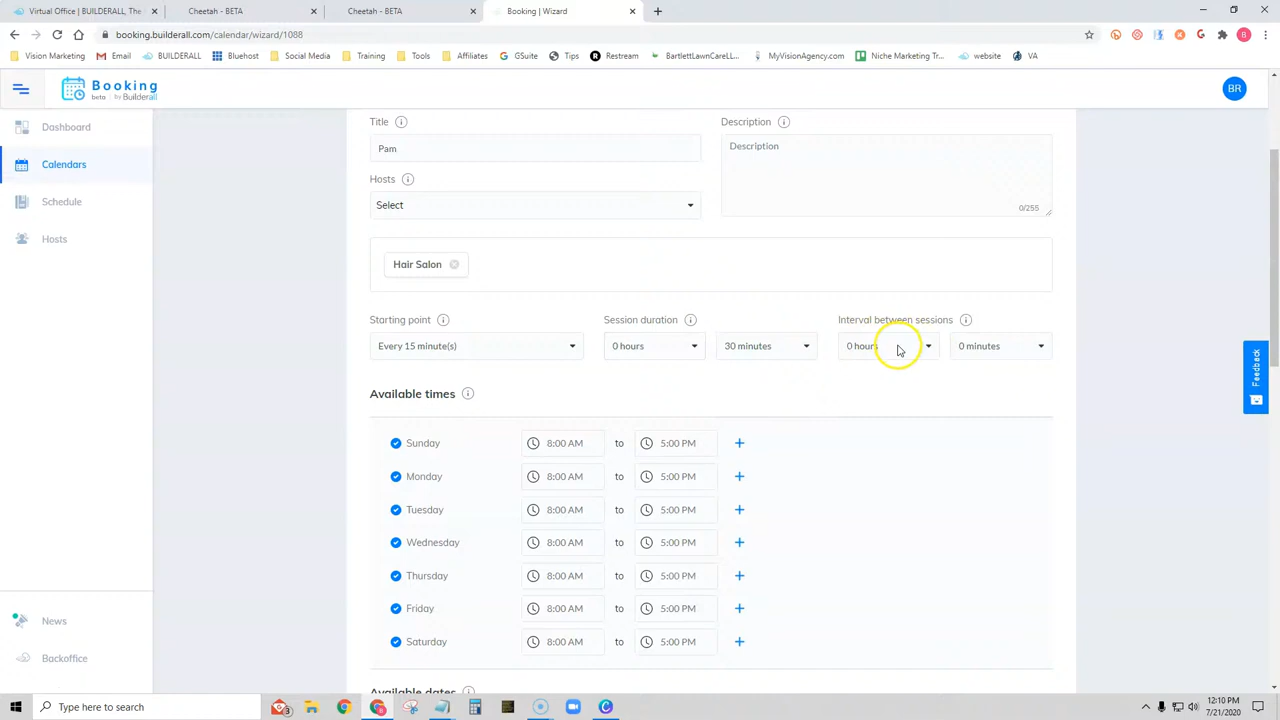 Virtual Office | BUILDERALL, The
Cheetah - BETA
Cheetah - BETA
Booking | Wizard
booking.builderall.com/calendar/wizard/1088
B
Vision Marketing
Email
BUILDERALL
Bluehost
Social Media
Training
Tools
Affiliates
GSuite
Tips
Restream
BartlettLawnCareLL...
MyVisionAgency.com
Niche Marketing Tr...
website
VA
Booking
beta by Builderall
BR
Dashboard
Calendars
Schedule
Hosts
News
Backoffice
Title
Description
Pam
Description
0/255
Hosts
Select
Hair Salon
Starting point
Session duration
Interval between sessions
Every 15 minute(s)
0 hours
30 minutes
0 hours
0 minutes
Available times
Sunday 8:00 AM to 5:00 PM +
Monday 8:00 AM to 5:00 PM +
Tuesday 8:00 AM to 5:00 PM +
Wednesday 8:00 AM to 5:00 PM +
Thursday 8:00 AM to 5:00 PM +
Friday 8:00 AM to 5:00 PM +
Saturday 8:00 AM to 5:00 PM +
Available dates
Feedback
Type here to search
3
12:10 PM
7/21/2020